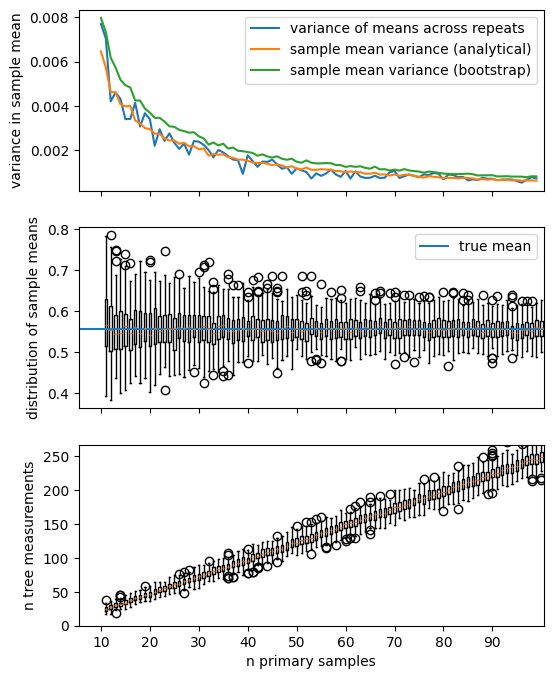 variance in sample mean
0.008
0.006
0.004
0.002
variance of means across repeats
sample mean variance (analytical)
sample mean variance (bootstrap)
distribution of sample means
0.8
0.7
0.6
0.5
0.4
true mean
n tree measurements
250
200
150
100
50
0
10 20 30 40 50 60 70 80 90
n primary samples